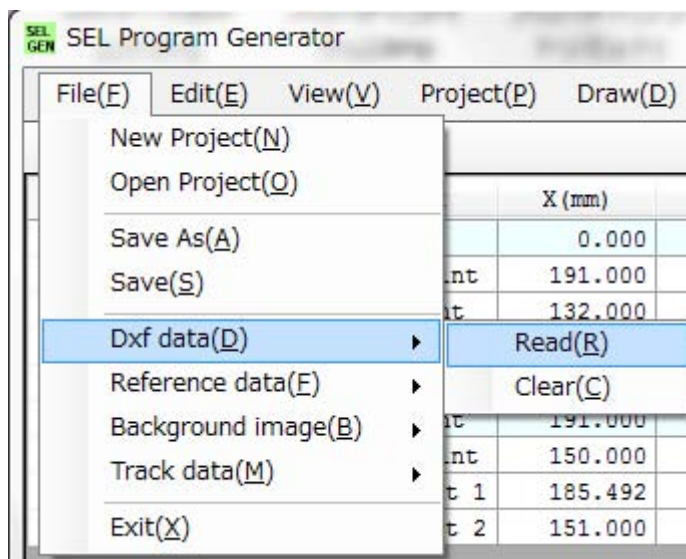 SEL GEN SEL Program Generator
File(F) Edit(E) View(V) Project(P) Draw(D)
New Project(N)
Open Project(O)
X(mm)
Save As(A)
0.000
Save(S)
int 191.000
nt 132.000
Dxf data(D) Read(R)
Reference data(F) Clear(C)
Background image(B) 191.000
Track data(M) int 150.000
t 1 185.492
Exit(X) t 2 151.000